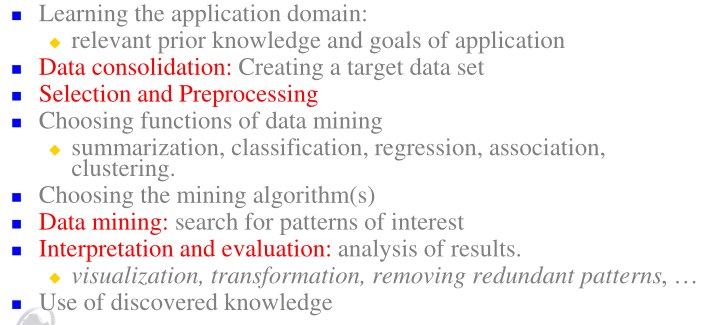 Learning the application domain:
relevant prior knowledge and goals of application
Data consolidation: Creating a target data set
Selection and Preprocessing
Choosing functions of data mining
summarization, classification, regression, association,
clustering.
Choosing the mining algorithm(s)
Data mining: search for patterns of interest
Interpretation and evaluation: analysis of results.
visualization, transformation, removing redundant patterns, …
Use of discovered knowledge